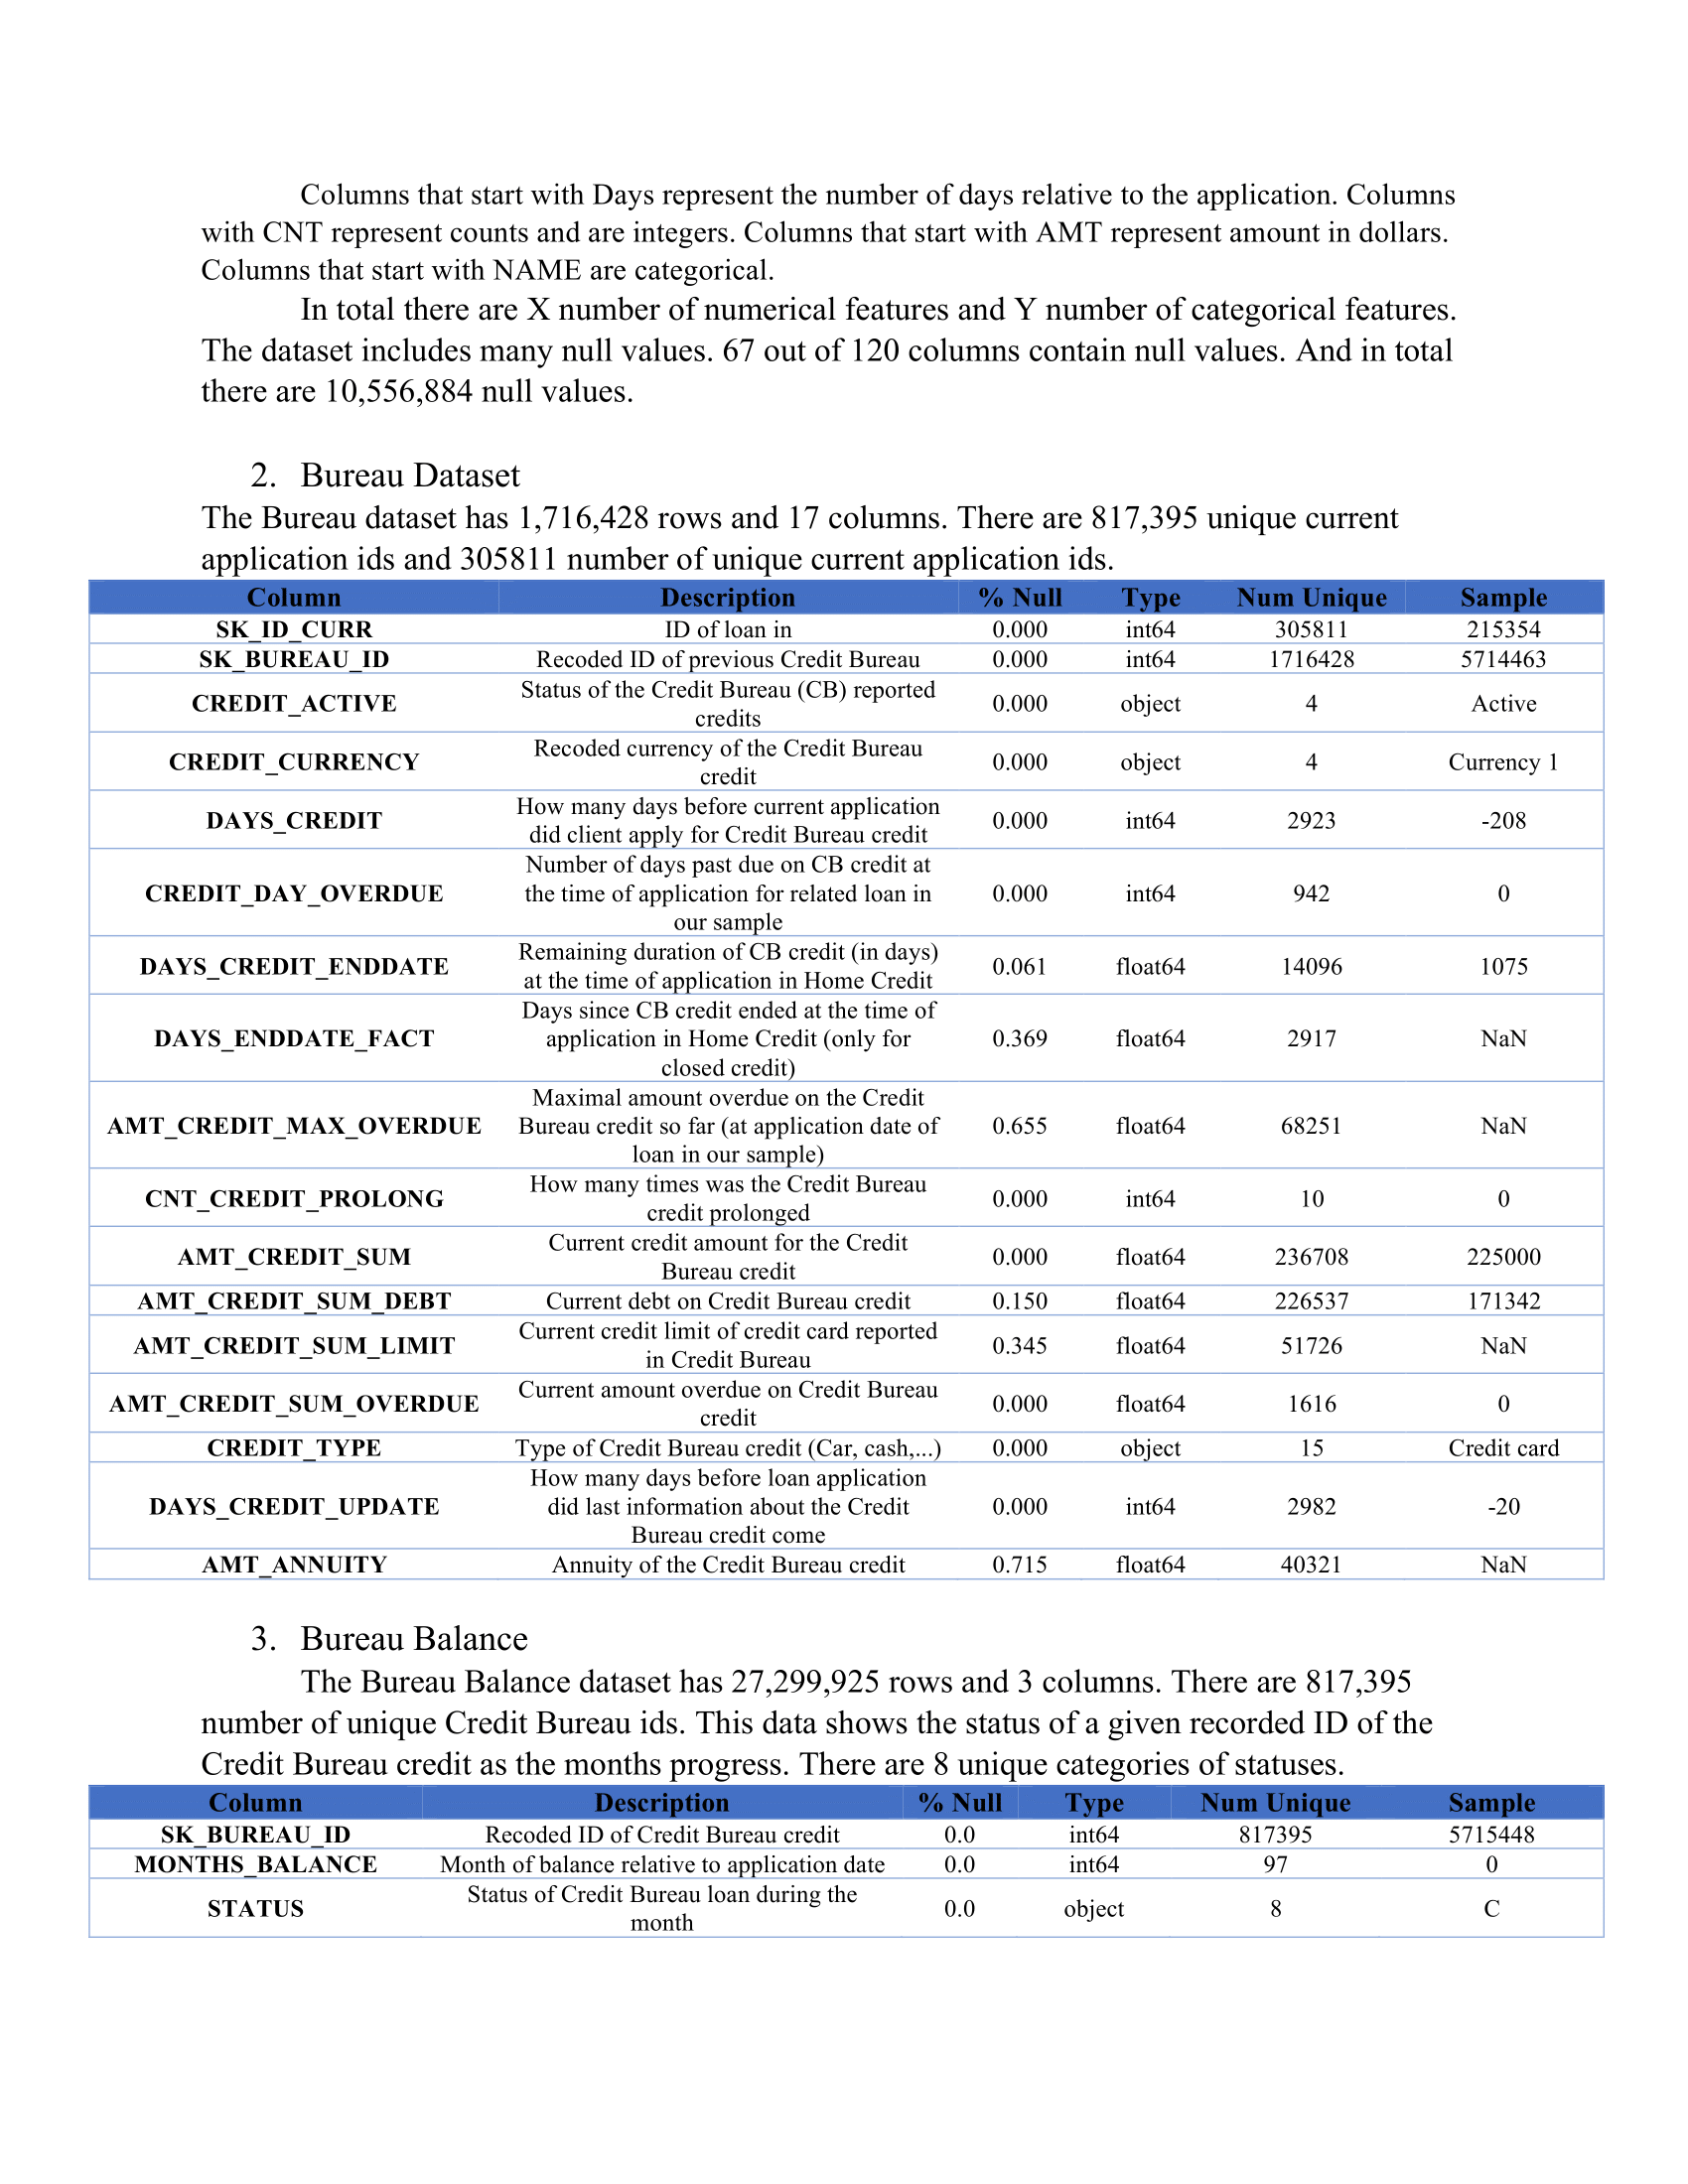 Columns that start with Days represent the number of days relative to the application. Columns
with CNT represent counts and are integers. Columns that start with AMT represent amount in dollars.
Columns that start with NAME are categorical.
In total there are X number of numerical features and Y number of categorical features.
The dataset includes many null values. 67 out of 120 columns contain null values. And in total
there are 10,556,884 null values.
2. Bureau Dataset
The Bureau dataset has 1,716,428 rows and 17 columns. There are 817,395 unique current
application ids and 305811 number of unique current application ids.
Column Description % Null Type Num Unique Sample
SK_ID_CURR ID of loan in 0.000 int64 305811 215354
SK_BUREAU_ID Recoded ID of previous Credit Bureau 0.000 int64 1716428 5714463
CREDIT_ACTIVE Status of the Credit Bureau (CB) reported
credits 0.000 object 4 Active
CREDIT_CURRENCY Recoded currency of the Credit Bureau
credit 0.000 object 4 Currency 1
DAYS_CREDIT How many days before current application
did client apply for Credit Bureau credit 0.000 int64 2923 -208
CREDIT_DAY_OVERDUE Number of days past due on CB credit at
the time of application for related loan in
our sample 0.000 int64 942 0
DAYS_CREDIT_ENDDATE Remaining duration of CB credit (in days)
at the time of application in Home Credit 0.061 float64 14096 1075
DAYS_ENDDATE_FACT Days since CB credit ended at the time of
application in Home Credit (only for
closed credit) 0.369 float64 2917 NaN
AMT_CREDIT_MAX_OVERDUE Maximal amount overdue on the Credit
Bureau credit so far (at application date of
loan in our sample) 0.655 float64 68251 NaN
CNT_CREDIT_PROLONG How many times was the Credit Bureau
credit prolonged 0.000 int64 10 0
AMT_CREDIT_SUM Current credit amount for the Credit
Bureau credit 0.000 float64 236708 225000
AMT_CREDIT_SUM_DEBT Current debt on Credit Bureau credit 0.150 float64 226537 171342
AMT_CREDIT_SUM_LIMIT Current credit limit of credit card reported
in Credit Bureau 0.345 float64 51726 NaN
AMT_CREDIT_SUM_OVERDUE Current amount overdue on Credit Bureau
credit 0.000 float64 1616 0
CREDIT_TYPE Type of Credit Bureau credit (Car, cash,...) 0.000 object 15 Credit card
DAYS_CREDIT_UPDATE How many days before loan application
did last information about the Credit
Bureau credit come 0.000 int64 2982 -20
AMT_ANNUITY Annuity of the Credit Bureau credit 0.715 float64 40321 NaN
3. Bureau Balance
The Bureau Balance dataset has 27,299,925 rows and 3 columns. There are 817,395
number of unique Credit Bureau ids. This data shows the status of a given recorded ID of the
Credit Bureau credit as the months progress. There are 8 unique categories of statuses.
Column Description % Null Type Num Unique Sample
SK_BUREAU_ID Recoded ID of Credit Bureau credit 0.0 int64 817395 5715448
MONTHS_BALANCE Month of balance relative to application date 0.0 int64 97 0
STATUS Status of Credit Bureau loan during the
month 0.0 object 8 C